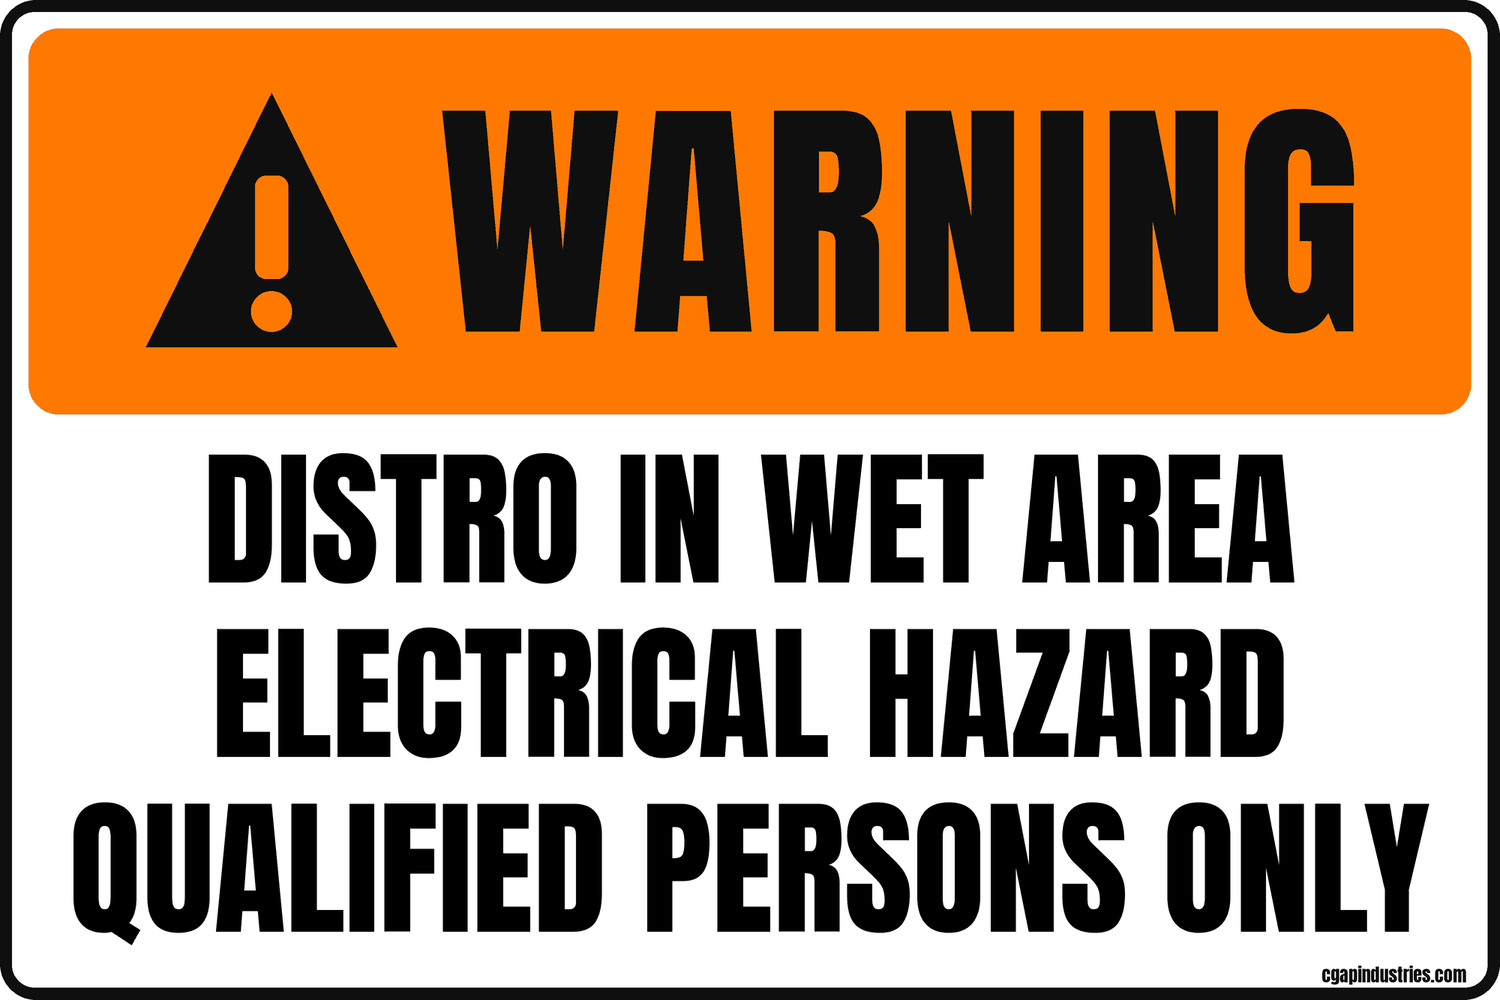 WARNING
DISTRO IN WET AREA
ELECTRICAL HAZARD
QUALIFIED PERSONS ONLY
cgapindustries.com